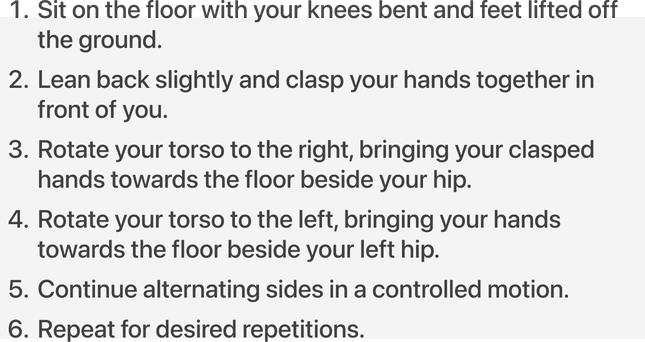 1. Sit on the floor with your knees bent and feet lifted off
the ground.
2. Lean back slightly and clasp your hands together in
front of you.
3. Rotate your torso to the right, bringing your clasped
hands towards the floor beside your hip.
4. Rotate your torso to the left, bringing your hands
towards the floor beside your left hip.
5. Continue alternating sides in a controlled motion.
6. Repeat for desired repetitions.